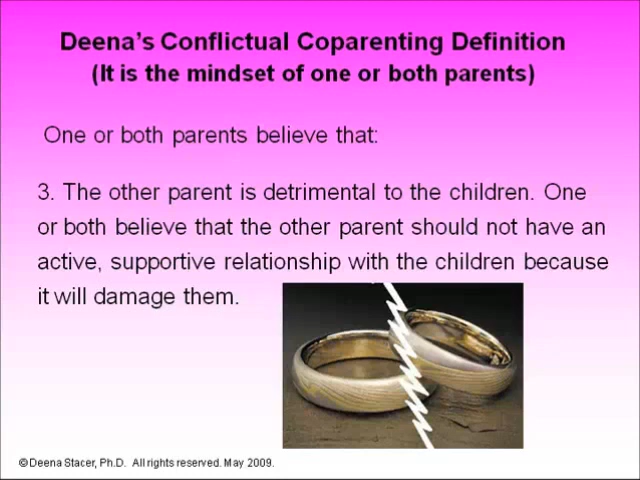 Deena's Conflictual Coparenting Definition
(It is the mindset of one or both parents)
One or both parents believe that:
3. The other parent is detrimental to the children. One
or both believe that the other parent should not have an
active, supportive relationship with the children because
it will damage them.
©Deena Stacer, Ph.D. All rights reserved. May 2009.